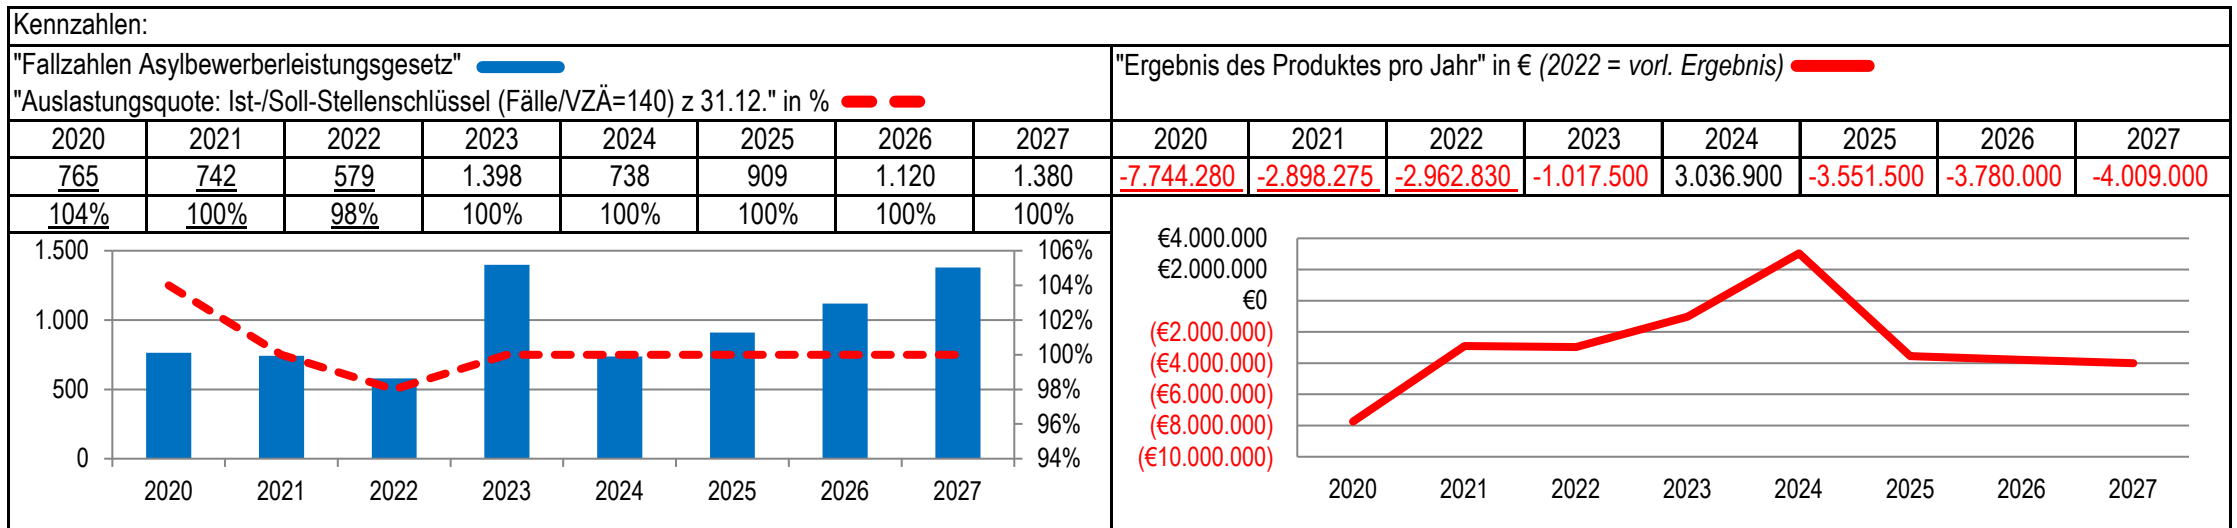 Kennzahlen:
"Fallzahlen Asylbewerberleistungsgesetz"
"Auslastungsquote: Ist-/Soll-Stellenschlüssel (Fälle/VZÄ=140) z 31.12." in %
2020 2021 2022 2023 2024 2025 2026 2027
765 742 579 1.398 738 909 1.120 1.380
104% 100% 98% 100% 100% 100% 100% 100%
1.500
1.000
500
0
106%
104%
102%
100%
98%
96%
94%
2020 2021 2022 2023 2024 2025 2026 2027
"Ergebnis des Produktes pro Jahr" in € (2022 = vorl. Ergebnis)
2020 2021 2022 2023 2024 2025 2026 2027
-7.744.280 -2.898.275 -2.962.830 -1.017.500 3.036.900 -3.551.500 -3.780.000 -4.009.000
€4.000.000
€2.000.000
€0
(€2.000.000)
(€4.000.000)
(€6.000.000)
(€8.000.000)
(€10.000.000)
2020 2021 2022 2023 2024 2025 2026 2027